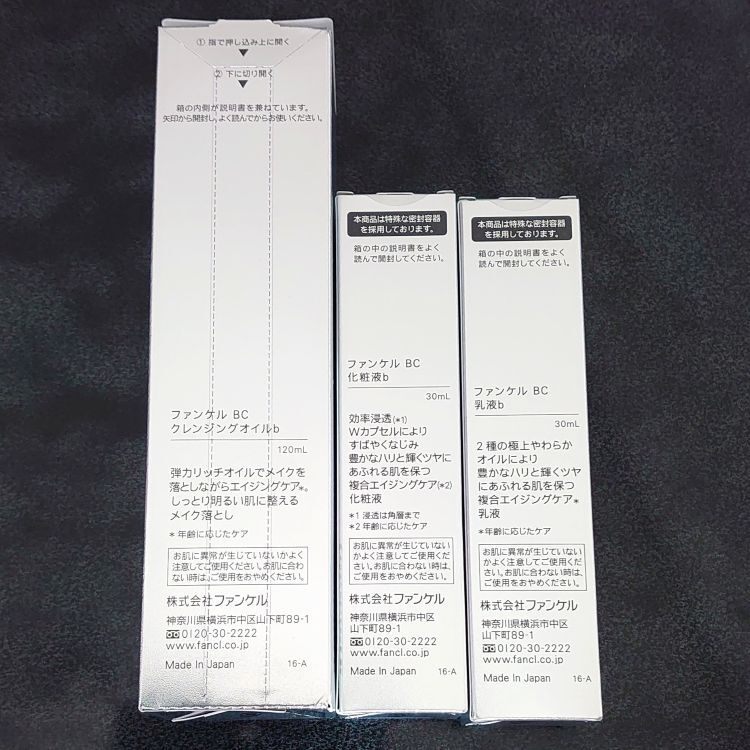 ① 指で押し込み上に開く
② 下に切り開く
箱の内側が説明書を兼ねています。
矢印から開封し、よく読んでからお使いください。
ファンケル BC
クレンジングオイルb
120mL
弾力リッチオイルでメイクを
落としながらエイジングケア*。
しっとり明るい肌に整える
メイク落とし
*年齢に応じたケア
お肌に異常が生じていないかよく
注意してご使用ください。お肌に合わ
ない時は、ご使用をおやめください。
株式会社ファンケル
神奈川県横浜市中区山下町89-1
0120-30-2222
www.fancl.co.jp
Made In Japan
16-A
本商品は特殊な密封容器
を採用しております。
箱の中の説明書をよく
読んで開封してください。
ファンケル BC
化粧液b
30mL
効率浸透(*1)
Wカプセルにより
すばやくなじみ
豊かなハリと輝くツヤに
あふれる肌を保つ
複合エイジングケア(*2)
化粧液
*1 浸透は角層まで
*2 年齢に応じたケア
お肌に異常が生じていない
かよく注意してご使用くださ
い。お肌に合わない時は、
ご使用をおやめください。
株式会社ファンケル
神奈川県横浜市中区
山下町89-1
0120-30-2222
www.fancl.co.jp
Made In Japan
16-A
本商品は特殊な密封容器
を採用しております。
箱の中の説明書をよく
読んで開封してください。
ファンケル BC
乳液b
30mL
2種の極上やわらか
オイルにより
豊かなハリと輝くツヤ
にあふれる肌を保つ
複合エイジングケア*
乳液
*年齢に応じたケア
お肌に異常が生じていない
かよく注意してご使用くださ
い。お肌に合わない時は、
ご使用をおやめください。
株式会社ファンケル
神奈川県横浜市中区
山下町89-1
0120-30-2222
www.fancl.co.jp
Made In Japan
16-A